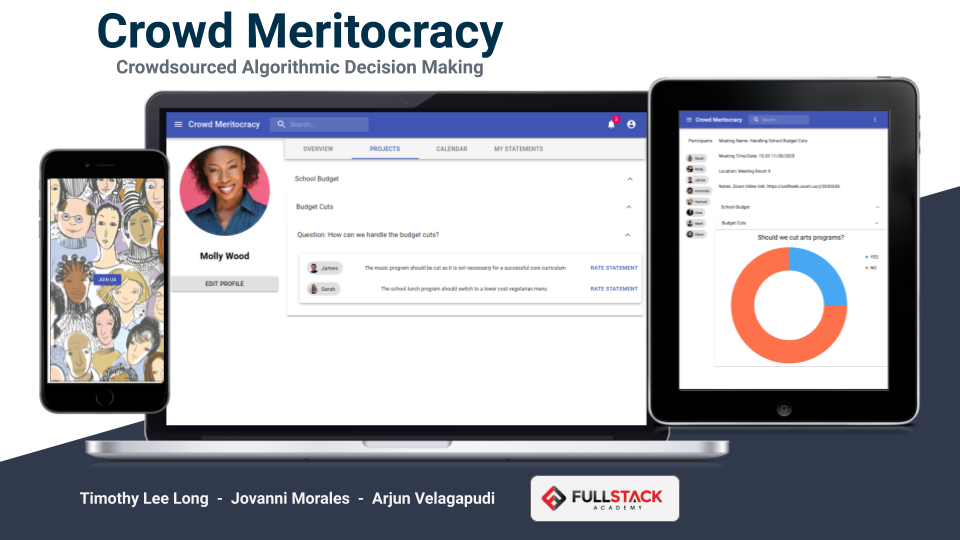 Crowd Meritocracy
Crowdsourced Algorithmic Decision Making
JOIN US
Crowd Meritocracy
Search...
OVERVIEW
PROJECTS
CALENDAR
MY STATEMENTS
Molly Wood
EDIT PROFILE
School Budget
Budget Cuts
Question: How can we handle the budget cuts?
James
The music program should be cut as it is not necessary for a successful core curriculum
RATE STATEMENT
Sarah
The school lunch program should switch to a lower cost vegetarian menu
RATE STATEMENT
Crowd Meritocracy
Search...
Participants
Sarah
Molly
James
Hannah
Meeting Name: Handling School Budget Cuts
Location: Meeting Room 4
School Budget
Budget Cuts
Should we cut arts programs?
YES
NO
Timothy Lee Long - Jovanni Morales - Arjun Velagapudi
FULLSTACK
ACADEMY